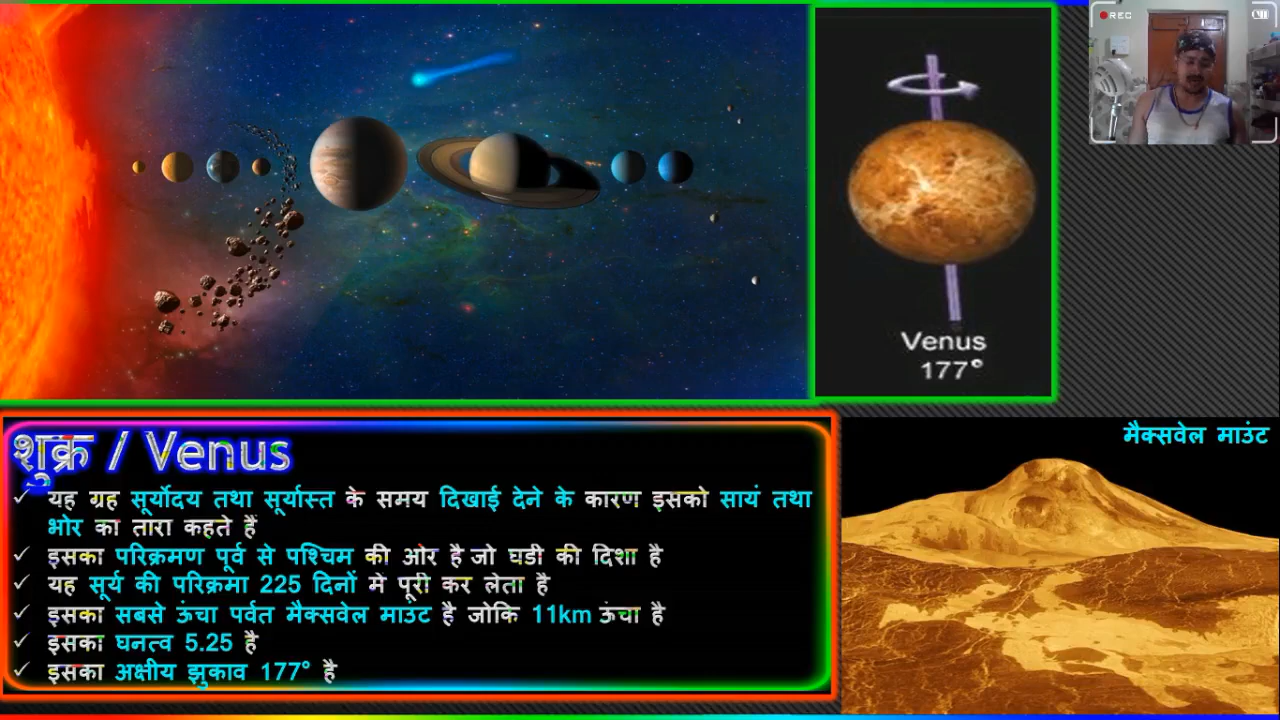 REC
Venus
177°
शुक्र / Venus
यह ग्रह सूर्योदय तथा सूर्यास्त के समय दिखाई देने के कारण इसको सायं तथा
भोर का तारा कहते हैं
इसका परिक्रमण पूर्व से पश्चिम की ओर है जो घडी की दिशा है
यह सूर्य की परिक्रमा 225 दिनों में पूरी कर लेता है
इसका सबसे ऊंचा पर्वत मैक्सवेल माउंट है जोकि 11km ऊंचा है
इसका घनत्व 5.25 है
इसका अक्षीय झुकाव 177° है
मैक्सवेल माउंट